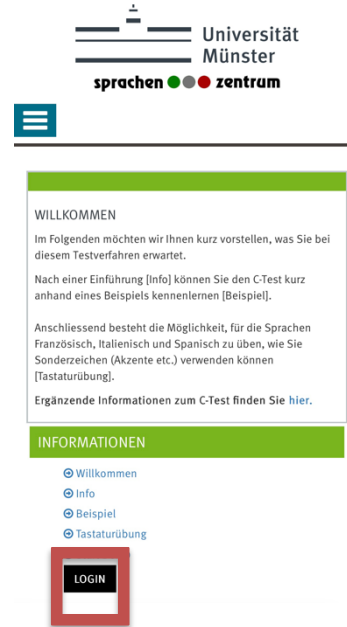 Universität
Münster
sprachen zentrum
WILLKOMMEN
Im Folgenden möchten wir Ihnen kurz vorstellen, was Sie bei
diesem Testverfahren erwartet.
Nach einer Einführung [Info] können Sie den C-Test kurz
anhand eines Beispiels kennenlernen [Beispiel].
Anschliessend besteht die Möglichkeit, für die Sprachen
Französisch, Italienisch und Spanisch zu üben, wie Sie
Sonderzeichen (Akzente etc.) verwenden können
[Tastaturübung].
Ergänzende Informationen zum C-Test finden Sie hier.
INFORMATIONEN
Willkommen
Info
Beispiel
Tastaturübung
LOGIN